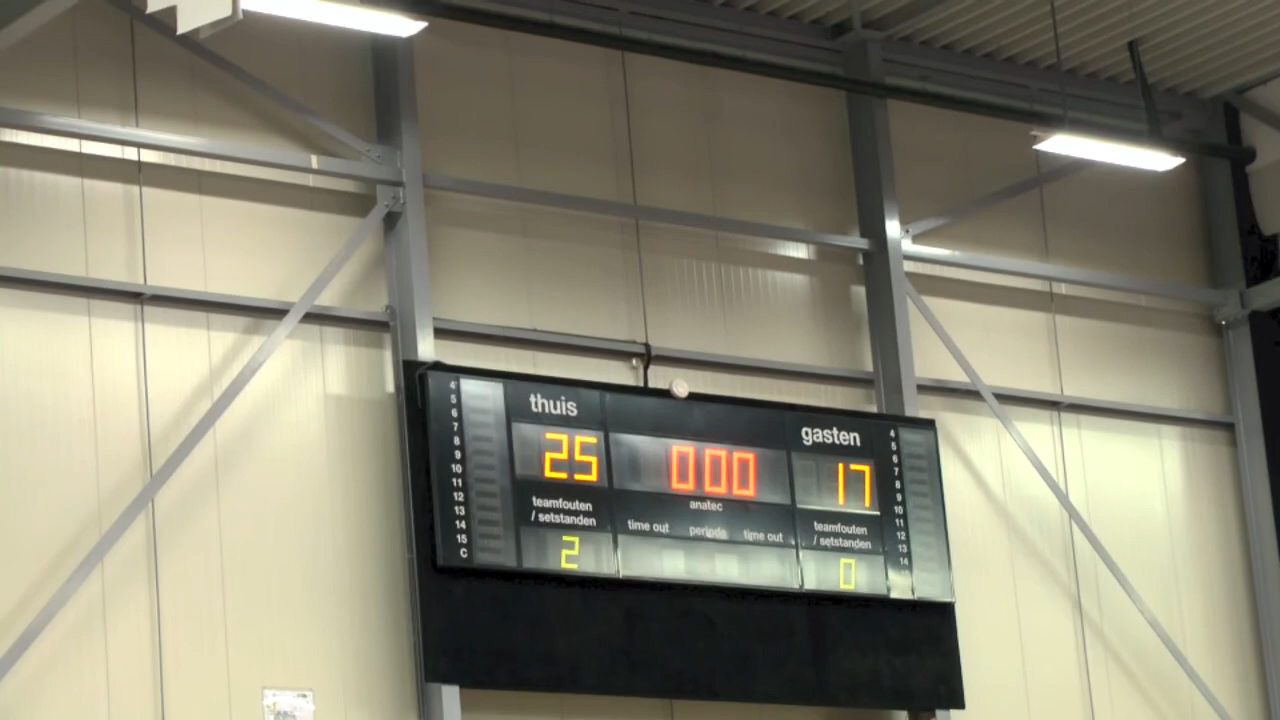 thuis
gasten
25
000
17
anatec
teamfouten
/ setstanden
time out
periode
time out
teamfouten
/ setstanden
2
0
4
5
6
7
8
9
10
11
12
13
14
15
C
4
5
6
7
8
9
10
11
12
13
14